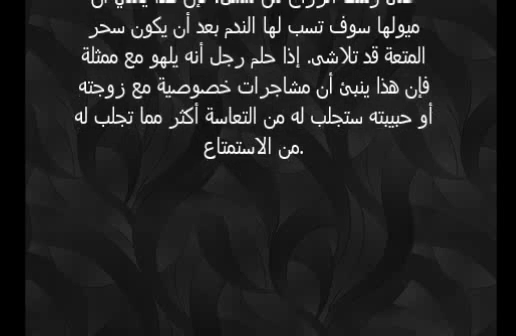 ميولها سوف تسب لها الندم بعد أن يكون سحر
المتعة قد تلاشى. إذا حلم رجل أنه يلهو مع ممثلة
فإن هذا ينبئ أن مشاجرات خصوصية مع زوجته
أو حبيبته ستجلب له من التعاسة أكثر مما تجلب له
من الاستمتاع.